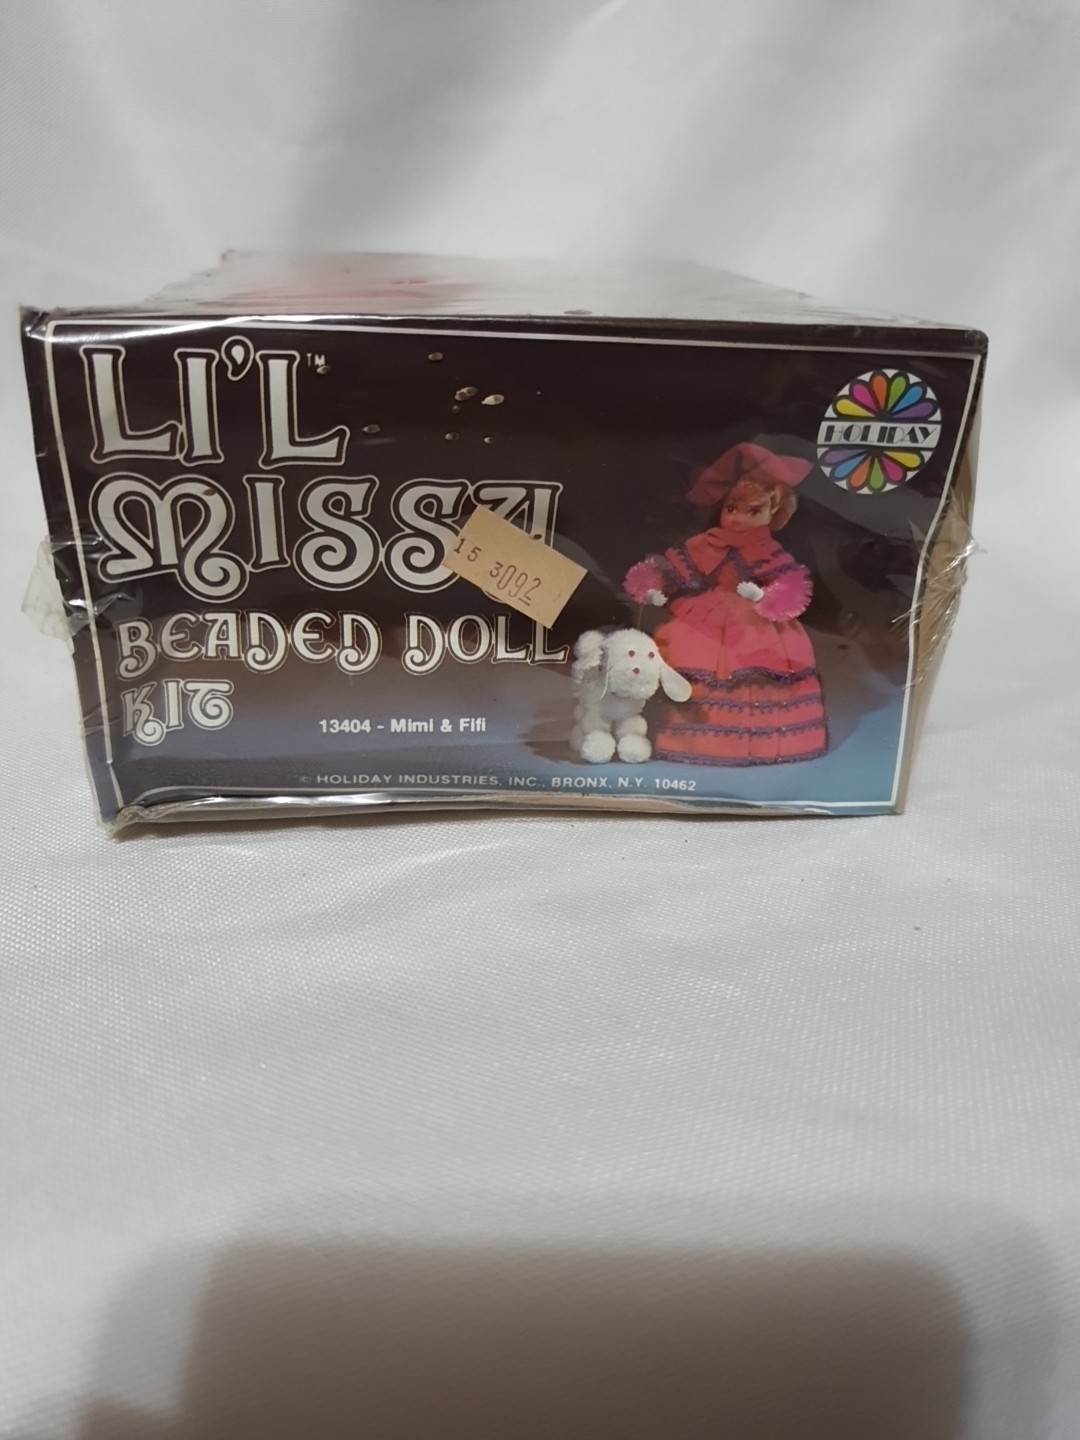 LI'L™
MISSY
BEADED DOLL
KIT
13404 - Mimi & Fifi
© HOLIDAY INDUSTRIES, INC., BRONX, N.Y. 10462
15 3092
HOLIDAY